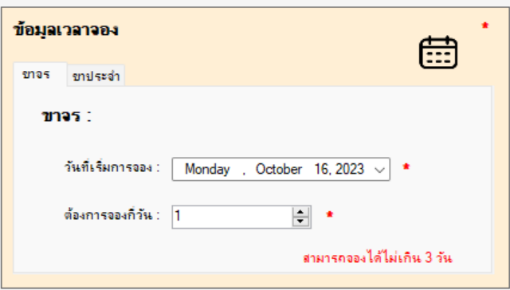 ข้อมูลเวลาจอง *
ขาจร ขาประจำ
ขาจร :
วันที่เริ่มการจอง : Monday , October 16, 2023 *
ต้องการจองกี่วัน : 1 *
สามารถจองได้ไม่เกิน 3 วัน